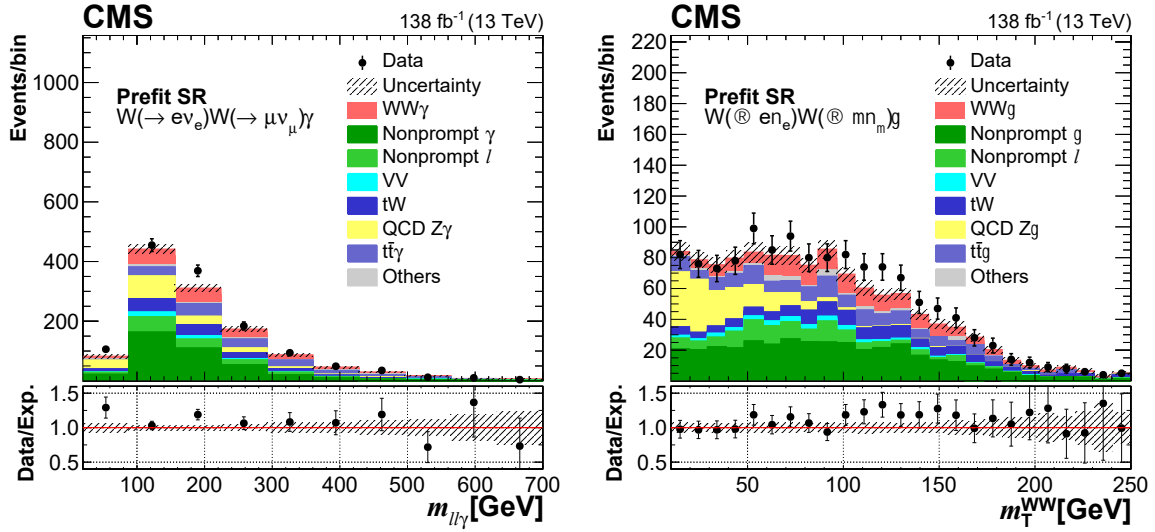 CMS 138 fb⁻¹ (13 TeV)
Events/bin
1000
800
600
400
200
Data
Uncertainty
WWγ
Nonprompt γ
Nonprompt l
VV
tW
QCD Zγ
tt̄γ
Others
Prefit SR
W(→ eνₑ)W(→ μν_μ)γ
Data/Exp.
1.5
1.0
0.5
100 200 300 400 500 600 700
m_llγ [GeV]
CMS 138 fb⁻¹ (13 TeV)
Events/bin
220
200
180
160
140
120
100
80
60
40
20
Data
Uncertainty
WWg
Nonprompt g
Nonprompt l
VV
tW
QCD Zg
tt̄g
Others
Prefit SR
W(® enₑ)W(® mn_m)g
Data/Exp.
1.5
1.0
0.5
50 100 150 200 250
m_T^WW [GeV]